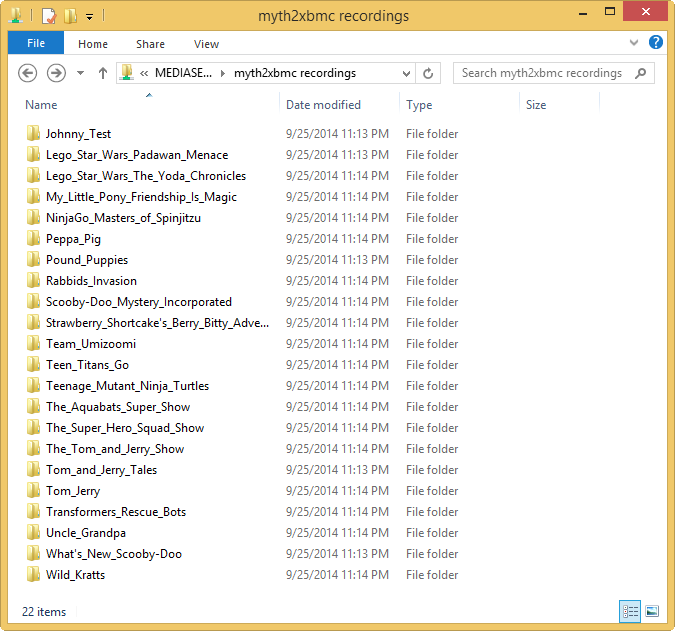 myth2xbmc recordings
File Home Share View
« MEDIASE... myth2xbmc recordings Search myth2xbmc recordings
Name Date modified Type Size
Johnny_Test 9/25/2014 11:13 PM File folder
Lego_Star_Wars_Padawan_Menace 9/25/2014 11:13 PM File folder
Lego_Star_Wars_The_Yoda_Chronicles 9/25/2014 11:14 PM File folder
My_Little_Pony_Friendship_Is_Magic 9/25/2014 11:14 PM File folder
NinjaGo_Masters_of_Spinjitzu 9/25/2014 11:14 PM File folder
Peppa_Pig 9/25/2014 11:14 PM File folder
Pound_Puppies 9/25/2014 11:13 PM File folder
Rabbids_Invasion 9/25/2014 11:14 PM File folder
Scooby-Doo_Mystery_Incorporated 9/25/2014 11:14 PM File folder
Strawberry_Shortcake's_Berry_Bitty_Adve... 9/25/2014 11:14 PM File folder
Team_Umizoomi 9/25/2014 11:14 PM File folder
Teen_Titans_Go 9/25/2014 11:14 PM File folder
Teenage_Mutant_Ninja_Turtles 9/25/2014 11:14 PM File folder
The_Aquabats_Super_Show 9/25/2014 11:14 PM File folder
The_Super_Hero_Squad_Show 9/25/2014 11:14 PM File folder
The_Tom_and_Jerry_Show 9/25/2014 11:14 PM File folder
Tom_and_Jerry_Tales 9/25/2014 11:13 PM File folder
Tom_Jerry 9/25/2014 11:14 PM File folder
Transformers_Rescue_Bots 9/25/2014 11:14 PM File folder
Uncle_Grandpa 9/25/2014 11:14 PM File folder
What's_New_Scooby-Doo 9/25/2014 11:13 PM File folder
Wild_Kratts 9/25/2014 11:14 PM File folder
22 items